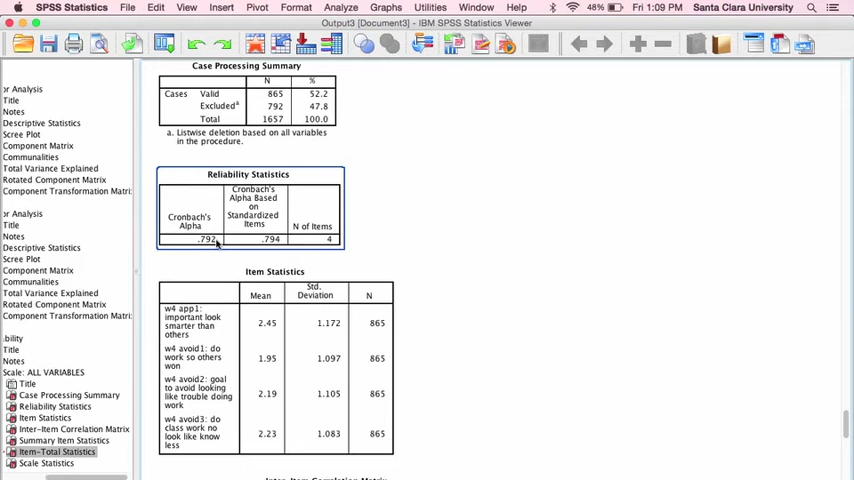 SPSS Statistics File Edit View Data Transform Insert Format Analyze Graphs Utilities Window Help 48% Fri 1:09 PM Santa Clara University
Output3 [Document3] - IBM SPSS Statistics Viewer
or Analysis
Title
Notes
Descriptive Statistics
Scree Plot
Component Matrix
Communalities
Total Variance Explained
Rotated Component Matrix
Component Transformation Matri
or Analysis
Title
Notes
Descriptive Statistics
Scree Plot
Component Matrix
Communalities
Total Variance Explained
Rotated Component Matrix
Component Transformation Matri
bility
Title
Notes
Scale: ALL VARIABLES
Title
Case Processing Summary
Reliability Statistics
Item Statistics
Inter-Item Correlation Matrix
Summary Item Statistics
Item-Total Statistics
Scale Statistics
Case Processing Summary
N %
Cases Valid 865 52.2
Excludedᵃ 792 47.8
Total 1657 100.0
a. Listwise deletion based on all variables
in the procedure.
Reliability Statistics
Cronbach's
Alpha
Cronbach's
Alpha Based
on
Standardized
Items
N of Items
.792 .794 4
Item Statistics
Mean
Std.
Deviation
N
w4 app1:
important look
smarter than
others
2.45 1.172 865
w4 avoid1: do
work so others
won
1.95 1.097 865
w4 avoid2: goal
to avoid looking
like trouble doing
work
2.19 1.105 865
w4 avoid3: do
class work no
look like know
less
2.23 1.083 865